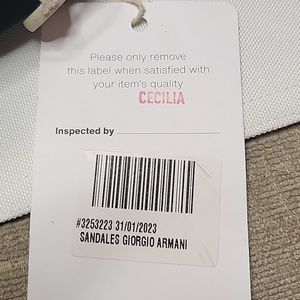 Please only remove
this label when satisfied with
your item's quality
CECILIA
Inspected by
#3253223 31/01/2023
SANDALES GIORGIO ARMANI